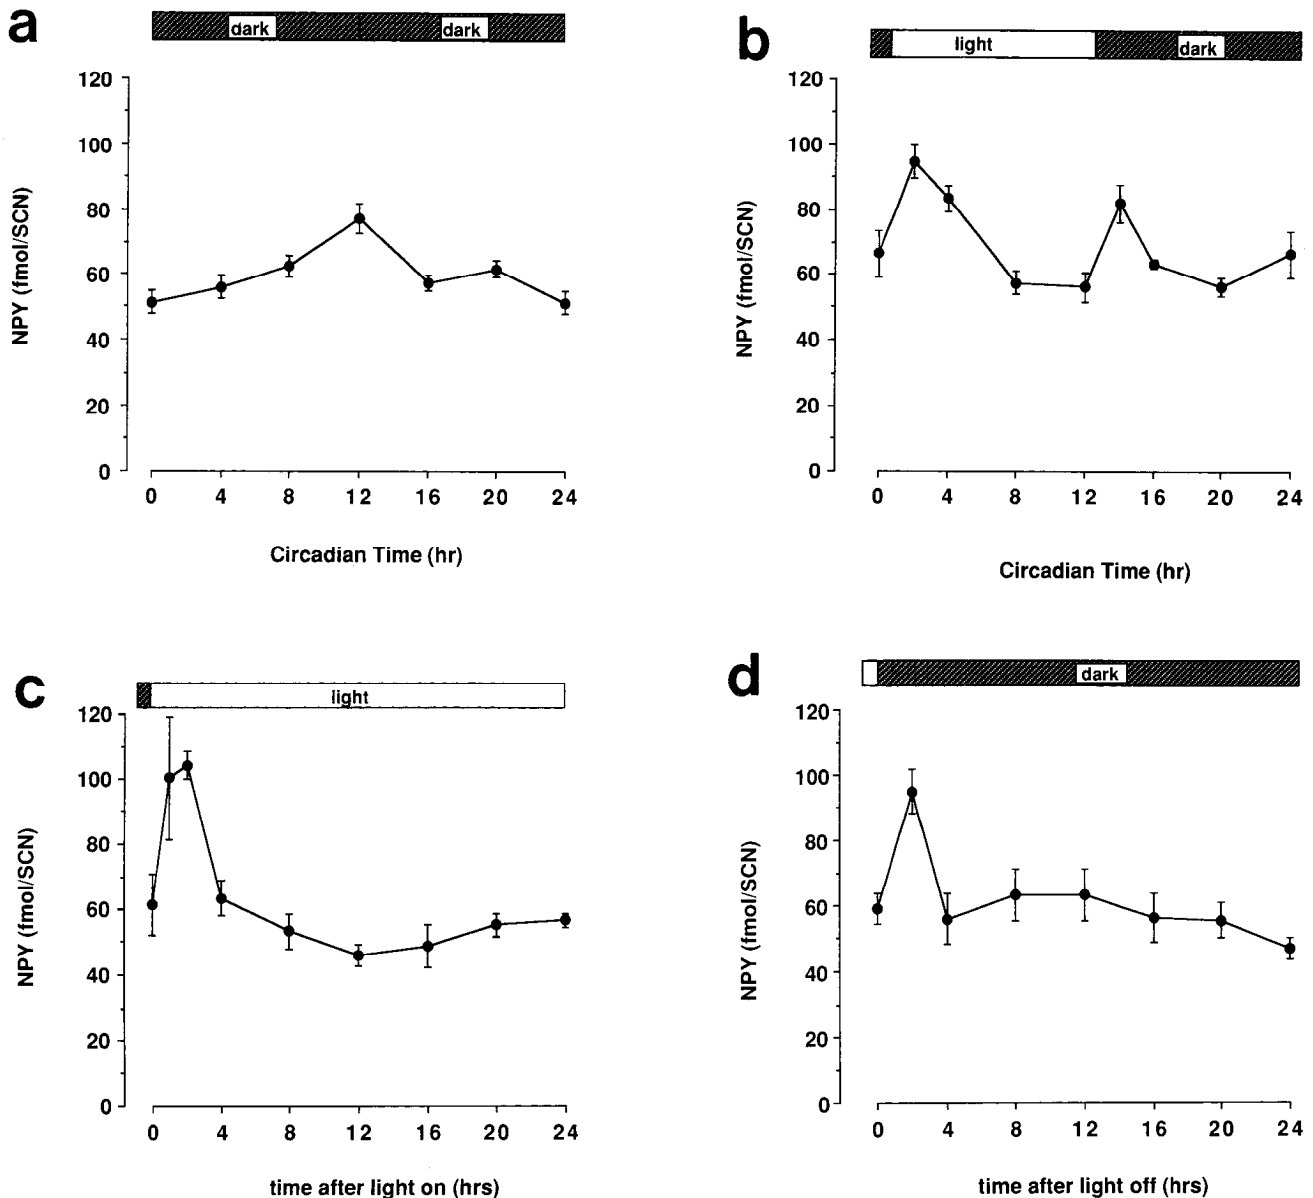 a
dark dark
120
100
80
60
40
20
0
NPY (fmol/SCN)
0 4 8 12 16 20 24
Circadian Time (hr)
b
light dark
120
100
80
60
40
20
0
NPY (fmol/SCN)
0 4 8 12 16 20 24
Circadian Time (hr)
c
light
120
100
80
60
40
20
0
NPY (fmol/SCN)
0 4 8 12 16 20 24
time after light on (hrs)
d
dark
120
100
80
60
40
20
0
NPY (fmol/SCN)
0 4 8 12 16 20 24
time after light off (hrs)